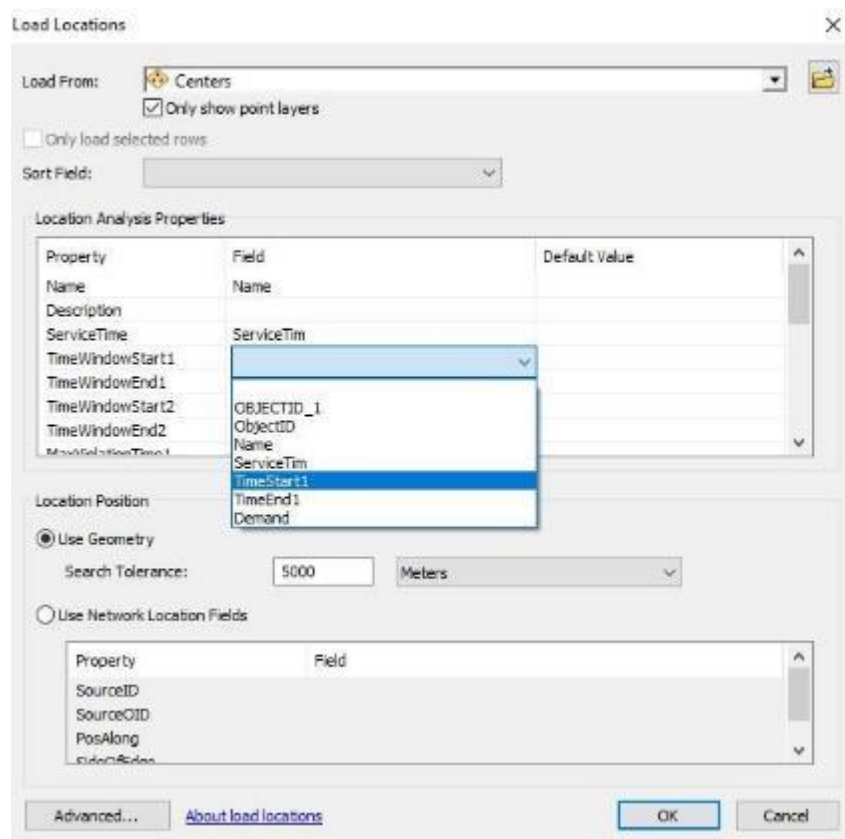 Load Locations
Load From: Centers
Only show point layers
Only load selected rows
Sort Field:
Location Analysis Properties
Property Field Default Value
Name Name
Description
ServiceTime ServiceTim
TimeWindowStart1
TimeWindowEnd1
TimeWindowStart2 OBJECTID_1
TimeWindowEnd2 ObjectID
MaxViolationTime1 Name
ServiceTim
TimeStart1
TimeEnd1
Demand
Location Position
Use Geometry
Search Tolerance: 5000 Meters
Use Network Location Fields
Property Field
SourceID
SourceOID
PosAlong
SideOfEdge
Advanced... About load locations OK Cancel